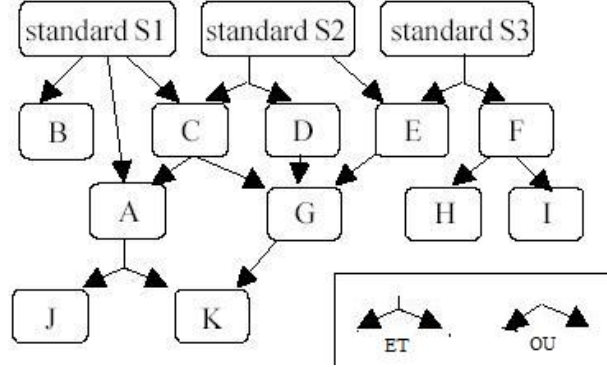 standard S1 standard S2 standard S3
B C D E F
A G H I
J K
ET OU